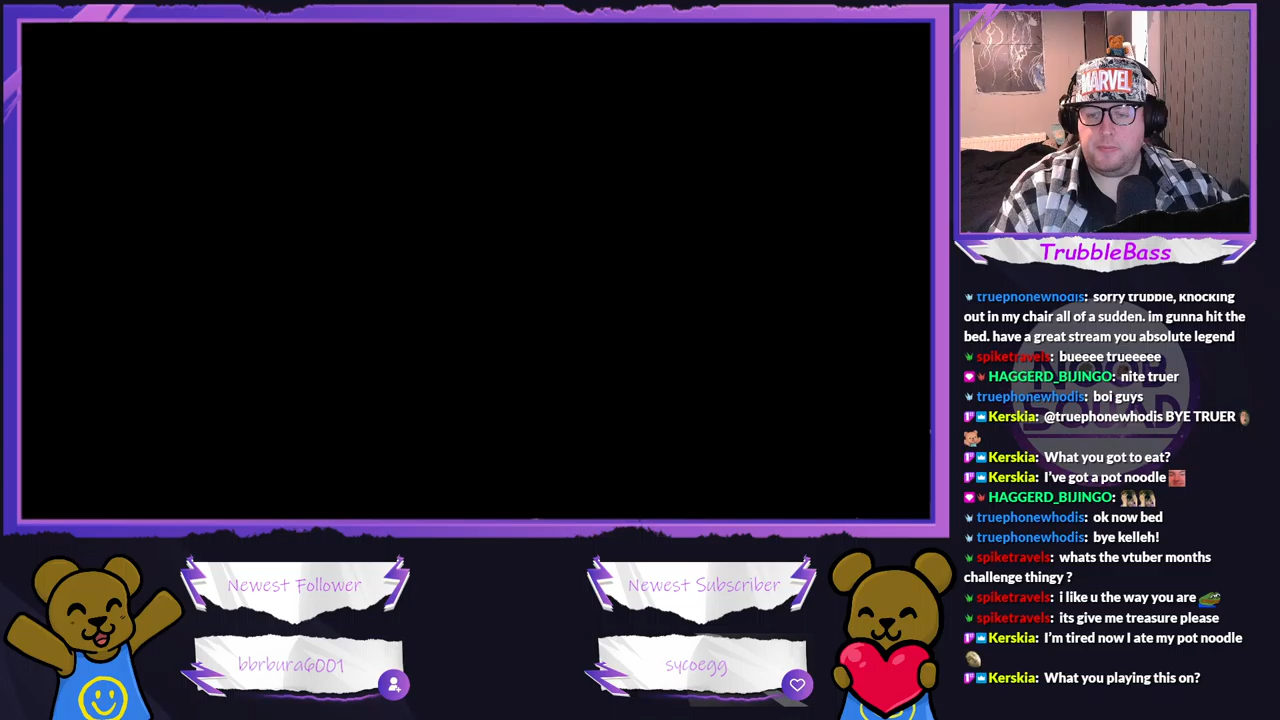 MARVEL
TrubbleBass
truephonewhodis: sorry trubble, knocking
out in my chair all of a sudden. im gunna hit the
bed. have a great stream you absolute legend
spiketravels: bueeee trueeeee
HAGGERD_BIJINGO: nite truer
truephonewhodis: boi guys
Kerskia: @truephonewhodis BYE TRUER
Kerskia: What you got to eat?
Kerskia: I've got a pot noodle
HAGGERD_BIJINGO:
truephonewhodis: ok now bed
truephonewhodis: bye kelleh!
spiketravels: whats the vtuber months
challenge thingy ?
spiketravels: i like u the way you are
spiketravels: its give me treasure please
Kerskia: I'm tired now I ate my pot noodle
Kerskia: What you playing this on?
NOOB
SQUAD
Newest Follower
bbrbura6001
Newest Subscriber
sycoegg